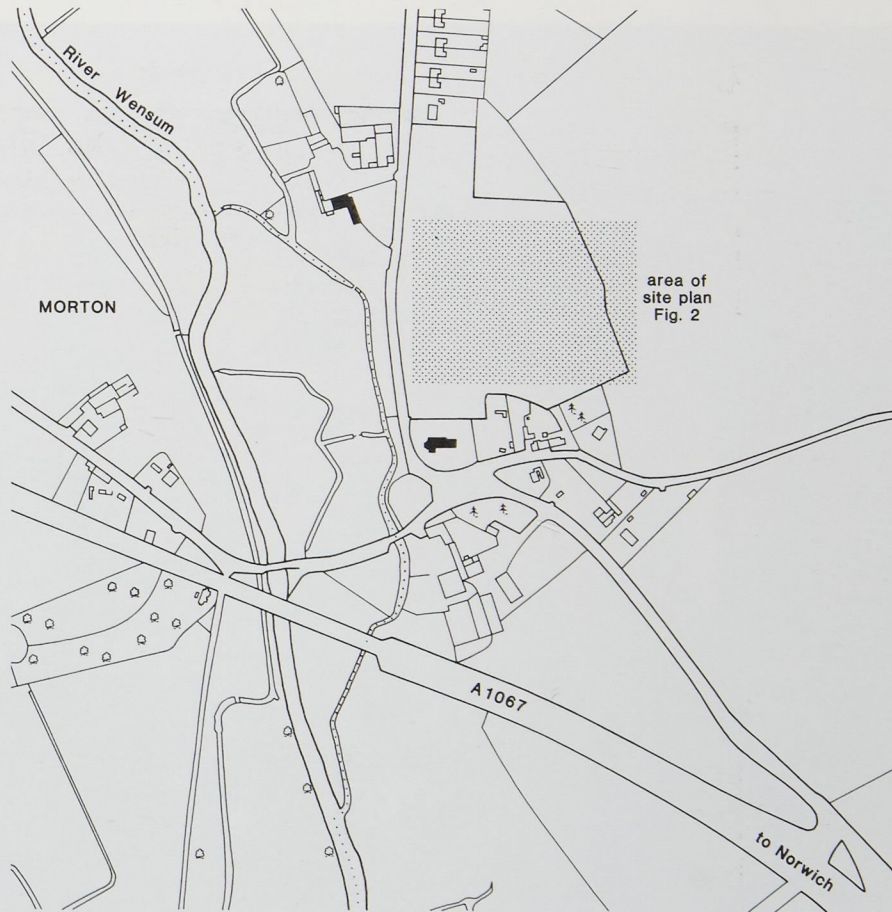 River Wensum
MORTON
area of
site plan
Fig. 2
A1067
to Norwich